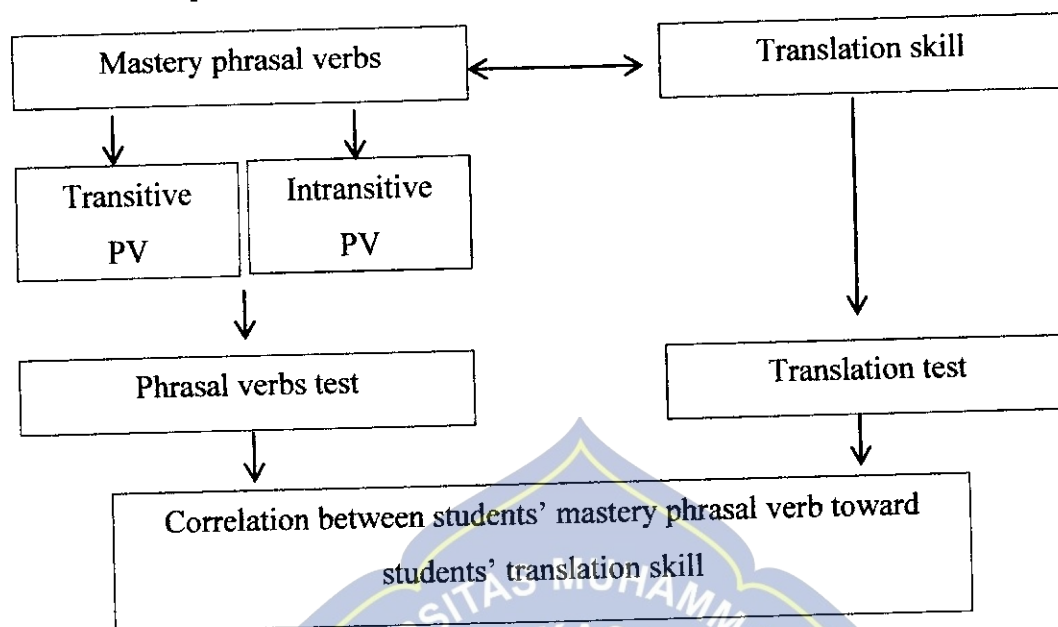 Mastery phrasal verbs
Translation skill
Transitive
PV
Intransitive
PV
Phrasal verbs test
Translation test
Correlation between students' mastery phrasal verb toward
students' translation skill